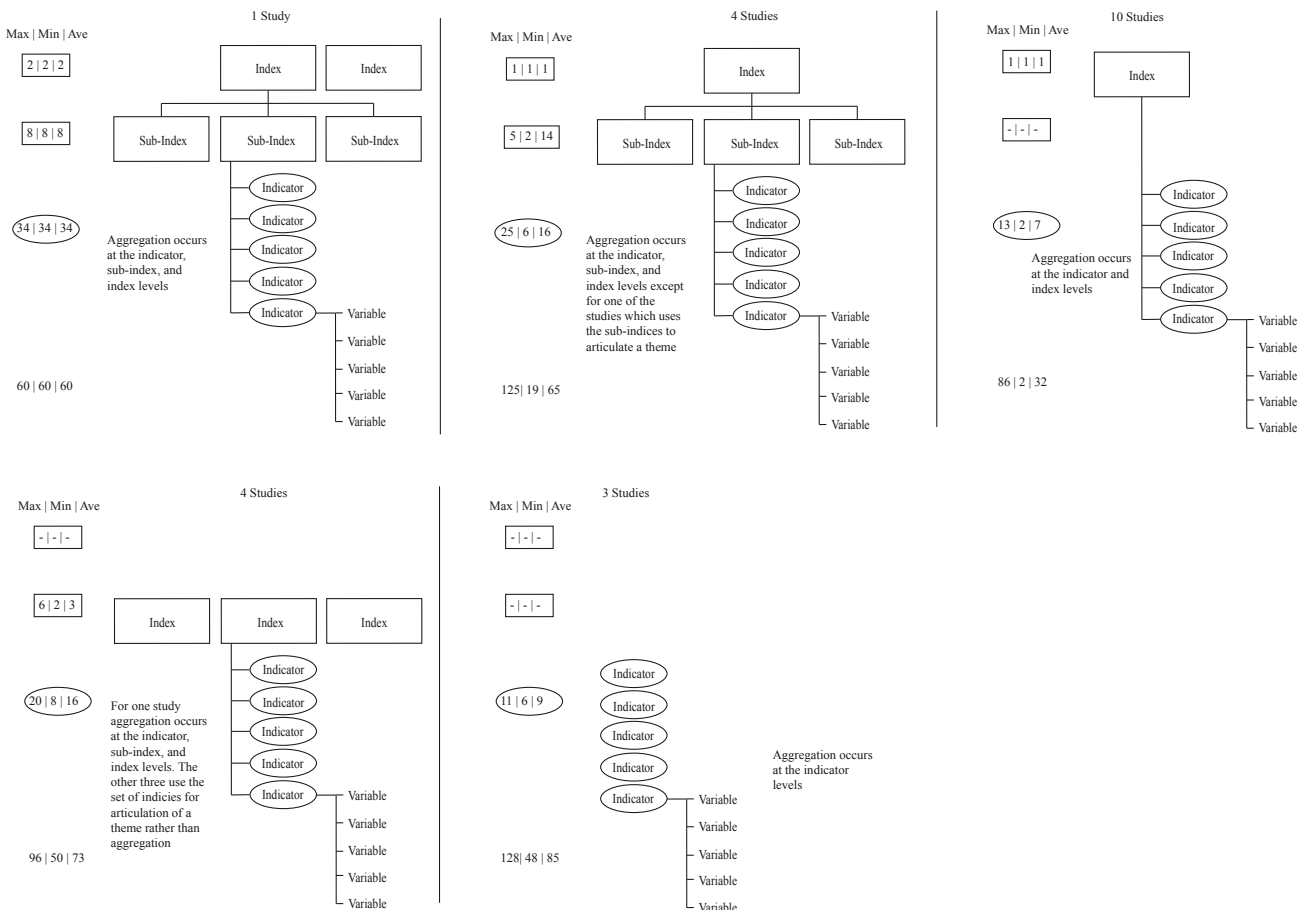 1 Study
Max | Min | Ave
2 | 2 | 2
Index
Index
8 | 8 | 8
Sub-Index
Sub-Index
Sub-Index
Indicator
Indicator
34 | 34 | 34
Indicator
Indicator
Indicator
Aggregation occurs
at the indicator,
sub-index, and
index levels
Variable
Variable
Variable
Variable
Variable
60 | 60 | 60
4 Studies
Max | Min | Ave
1 | 1 | 1
Index
5 | 2 | 14
Sub-Index
Sub-Index
Sub-Index
Indicator
Indicator
25 | 6 | 16
Indicator
Indicator
Indicator
Aggregation occurs
at the indicator,
sub-index, and
index levels except
for one of the
studies which uses
the sub-indices to
articulate a theme
Variable
Variable
Variable
Variable
Variable
125| 19 | 65
10 Studies
Max | Min | Ave
1 | 1 | 1
Index
- | - | -
Indicator
Indicator
13 | 2 | 7
Indicator
Indicator
Indicator
Aggregation occurs
at the indicator and
index levels
Variable
Variable
Variable
Variable
Variable
86 | 2 | 32
4 Studies
Max | Min | Ave
- | - | -
6 | 2 | 3
Index
Index
Index
Indicator
Indicator
20 | 8 | 16
Indicator
Indicator
Indicator
For one study
aggregation occurs
at the indicator,
sub-index, and
index levels. The
other three use the
set of indicies for
articulation of a
theme rather than
aggregation
Variable
Variable
Variable
Variable
Variable
96 | 50 | 73
3 Studies
Max | Min | Ave
- | - | -
- | - | -
Indicator
Indicator
11 | 6 | 9
Indicator
Indicator
Indicator
Aggregation occurs
at the indicator
levels
Variable
Variable
Variable
Variable
Variable
128| 48 | 85